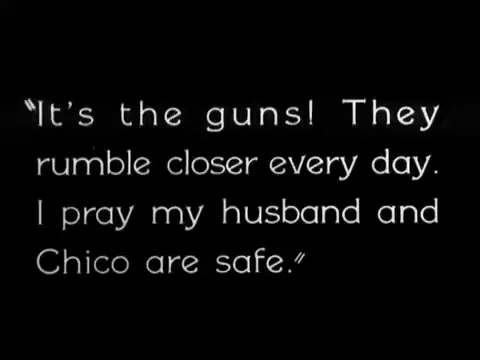 "It's the guns! They
rumble closer every day.
I pray my husband and
Chico are safe."